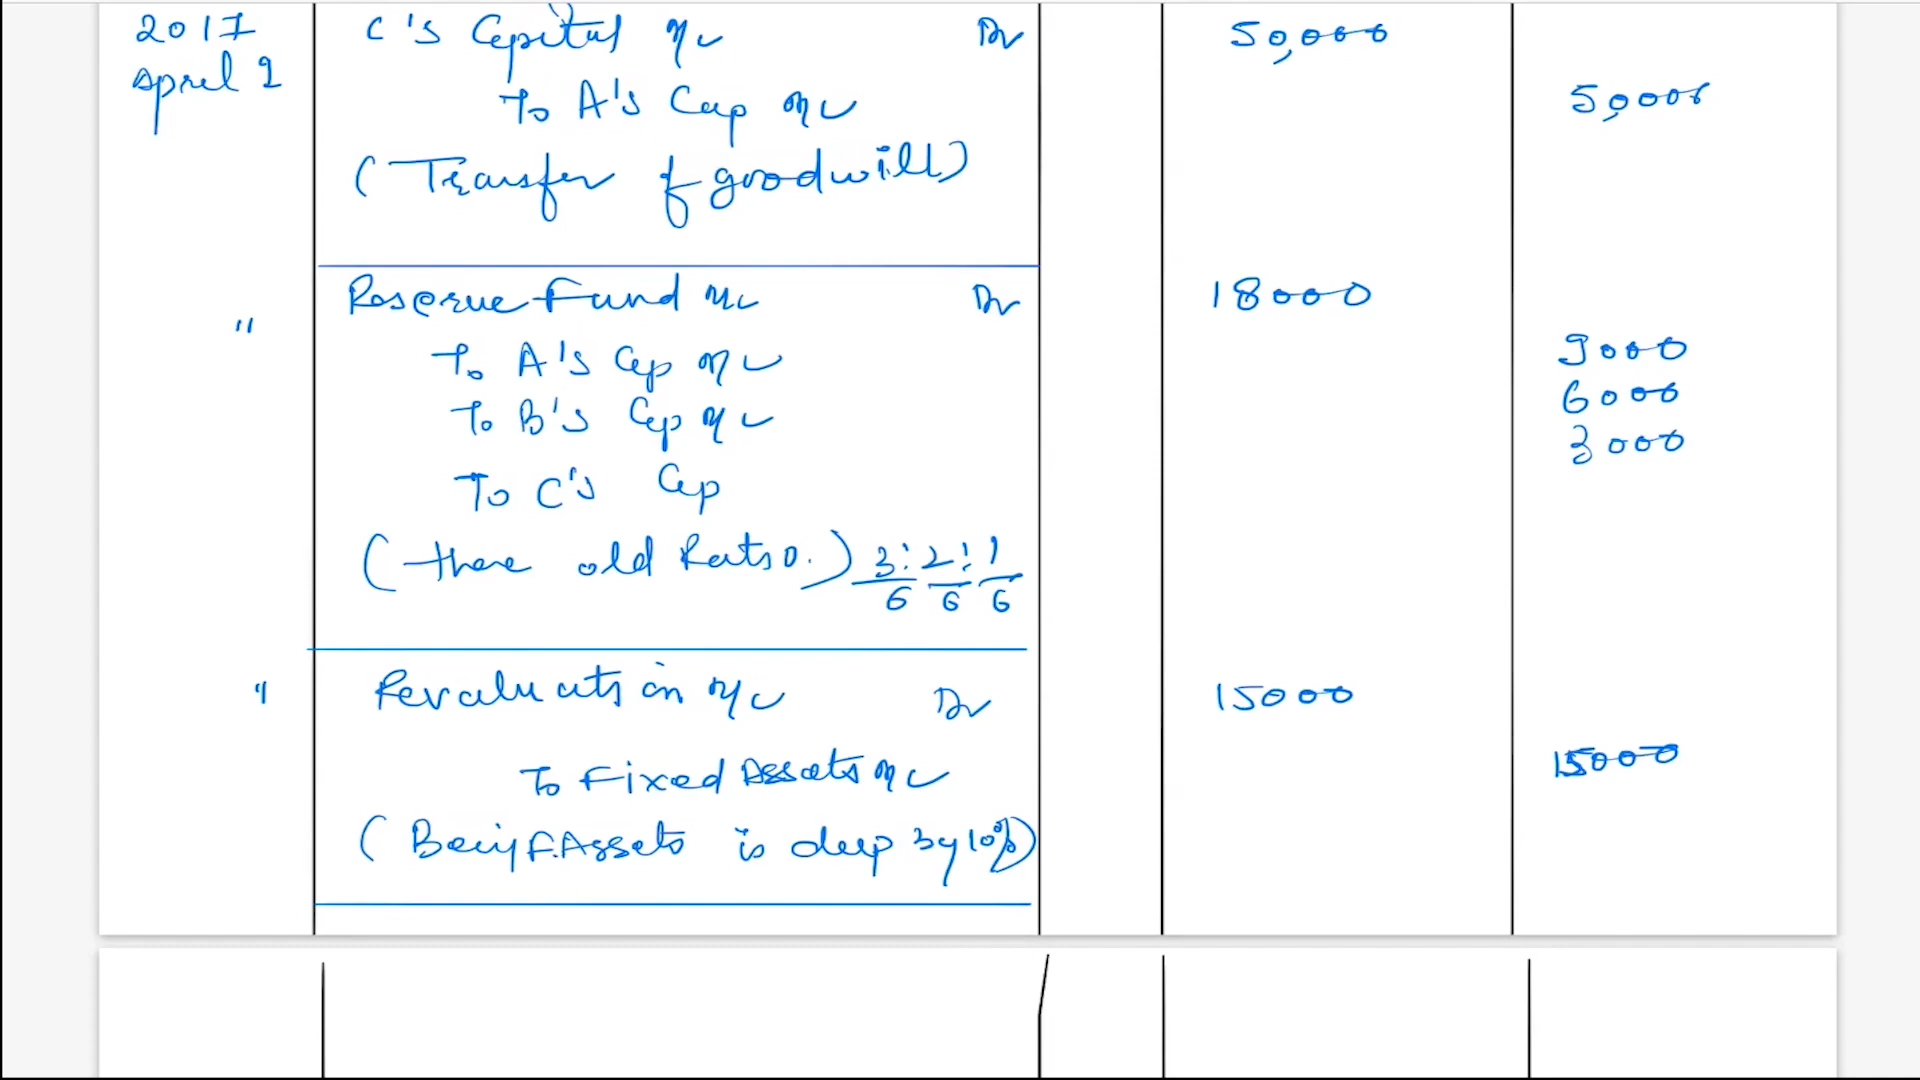 2017 C's Capital A/c Dr 50,000
April 1
To A's Cap A/c 50,000
(Transfer of goodwill)
Reserve Fund A/c Dr 18000
"
To A's Cap A/c 9000
To B's Cap A/c 6000
To C's Cap 3000
(there old Ratio.) 3/6 : 2/6 : 1/6
" Revaluation A/c Dr 15000
To Fixed Assets A/c 15000
(Being F.Assets is dep by 10%)